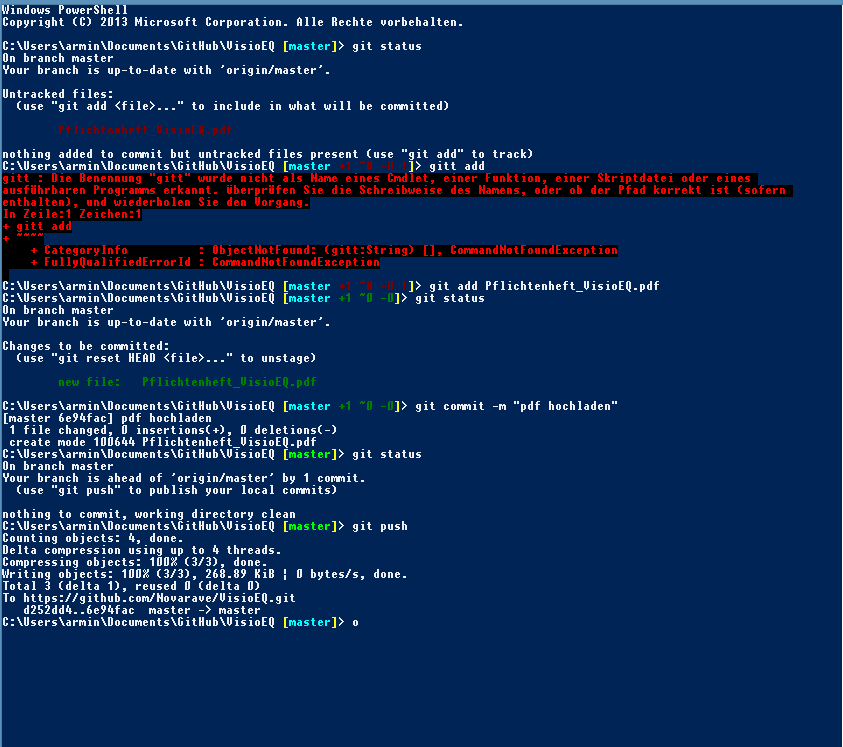 Windows PowerShell
Copyright (C) 2013 Microsoft Corporation. Alle Rechte vorbehalten.
C:\Users\armin\Documents\GitHub\VisioEQ [master]> git status
On branch master
Your branch is up-to-date with 'origin/master'.
Untracked files:
  (use "git add <file>..." to include in what will be committed)
        Pflichtenheft_VisioEQ.pdf
nothing added to commit but untracked files present (use "git add" to track)
C:\Users\armin\Documents\GitHub\VisioEQ [master +1 ~0 -0 !]> gitt add
gitt : Die Benennung "gitt" wurde nicht als Name eines Cmdlet, einer Funktion, einer Skriptdatei oder eines
ausführbaren Programms erkannt. Überprüfen Sie die Schreibweise des Namens, oder ob der Pfad korrekt ist (sofern
enthalten), und wiederholen Sie den Vorgang.
In Zeile:1 Zeichen:1
+ gitt add
+ ~~~~
    + CategoryInfo          : ObjectNotFound: (gitt:String) [], CommandNotFoundException
    + FullyQualifiedErrorId : CommandNotFoundException
C:\Users\armin\Documents\GitHub\VisioEQ [master +1 ~0 -0 !]> git add Pflichtenheft_VisioEQ.pdf
C:\Users\armin\Documents\GitHub\VisioEQ [master +1 ~0 -0]> git status
On branch master
Your branch is up-to-date with 'origin/master'.
Changes to be committed:
  (use "git reset HEAD <file>..." to unstage)
        new file:   Pflichtenheft_VisioEQ.pdf
C:\Users\armin\Documents\GitHub\VisioEQ [master +1 ~0 -0]> git commit -m "pdf hochladen"
[master 6e94fac] pdf hochladen
 1 file changed, 0 insertions(+), 0 deletions(-)
 create mode 100644 Pflichtenheft_VisioEQ.pdf
C:\Users\armin\Documents\GitHub\VisioEQ [master]> git status
On branch master
Your branch is ahead of 'origin/master' by 1 commit.
  (use "git push" to publish your local commits)
nothing to commit, working directory clean
C:\Users\armin\Documents\GitHub\VisioEQ [master]> git push
Counting objects: 4, done.
Delta compression using up to 4 threads.
Compressing objects: 100% (3/3), done.
Writing objects: 100% (3/3), 268.89 KiB | 0 bytes/s, done.
Total 3 (delta 1), reused 0 (delta 0)
To https://github.com/Novarave/VisioEQ.git
   d252dd4..6e94fac  master -> master
C:\Users\armin\Documents\GitHub\VisioEQ [master]> o